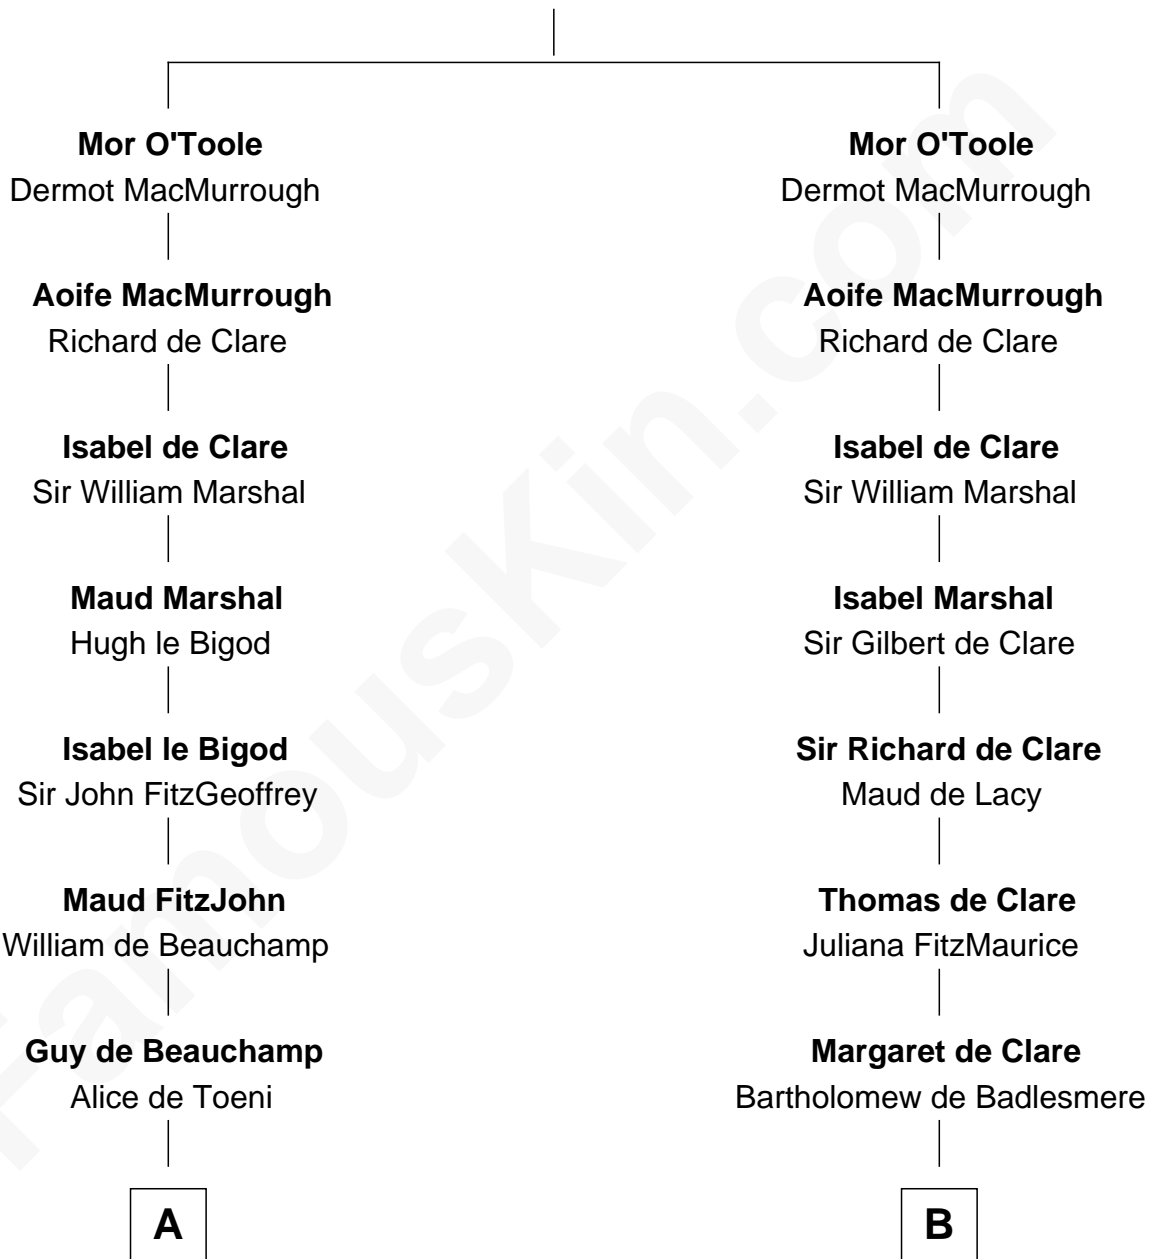 Mor O'Toole
Dermot MacMurrough
Aoife MacMurrough
Richard de Clare
Isabel de Clare
Sir William Marshal
Maud Marshal
Hugh le Bigod
Isabel le Bigod
Sir John FitzGeoffrey
Maud FitzJohn
William de Beauchamp
Guy de Beauchamp
Alice de Toeni
A
Mor O'Toole
Dermot MacMurrough
Aoife MacMurrough
Richard de Clare
Isabel de Clare
Sir William Marshal
Isabel Marshal
Sir Gilbert de Clare
Sir Richard de Clare
Maud de Lacy
Thomas de Clare
Juliana FitzMaurice
Margaret de Clare
Bartholomew de Badlesmere
B
FamousKin.com